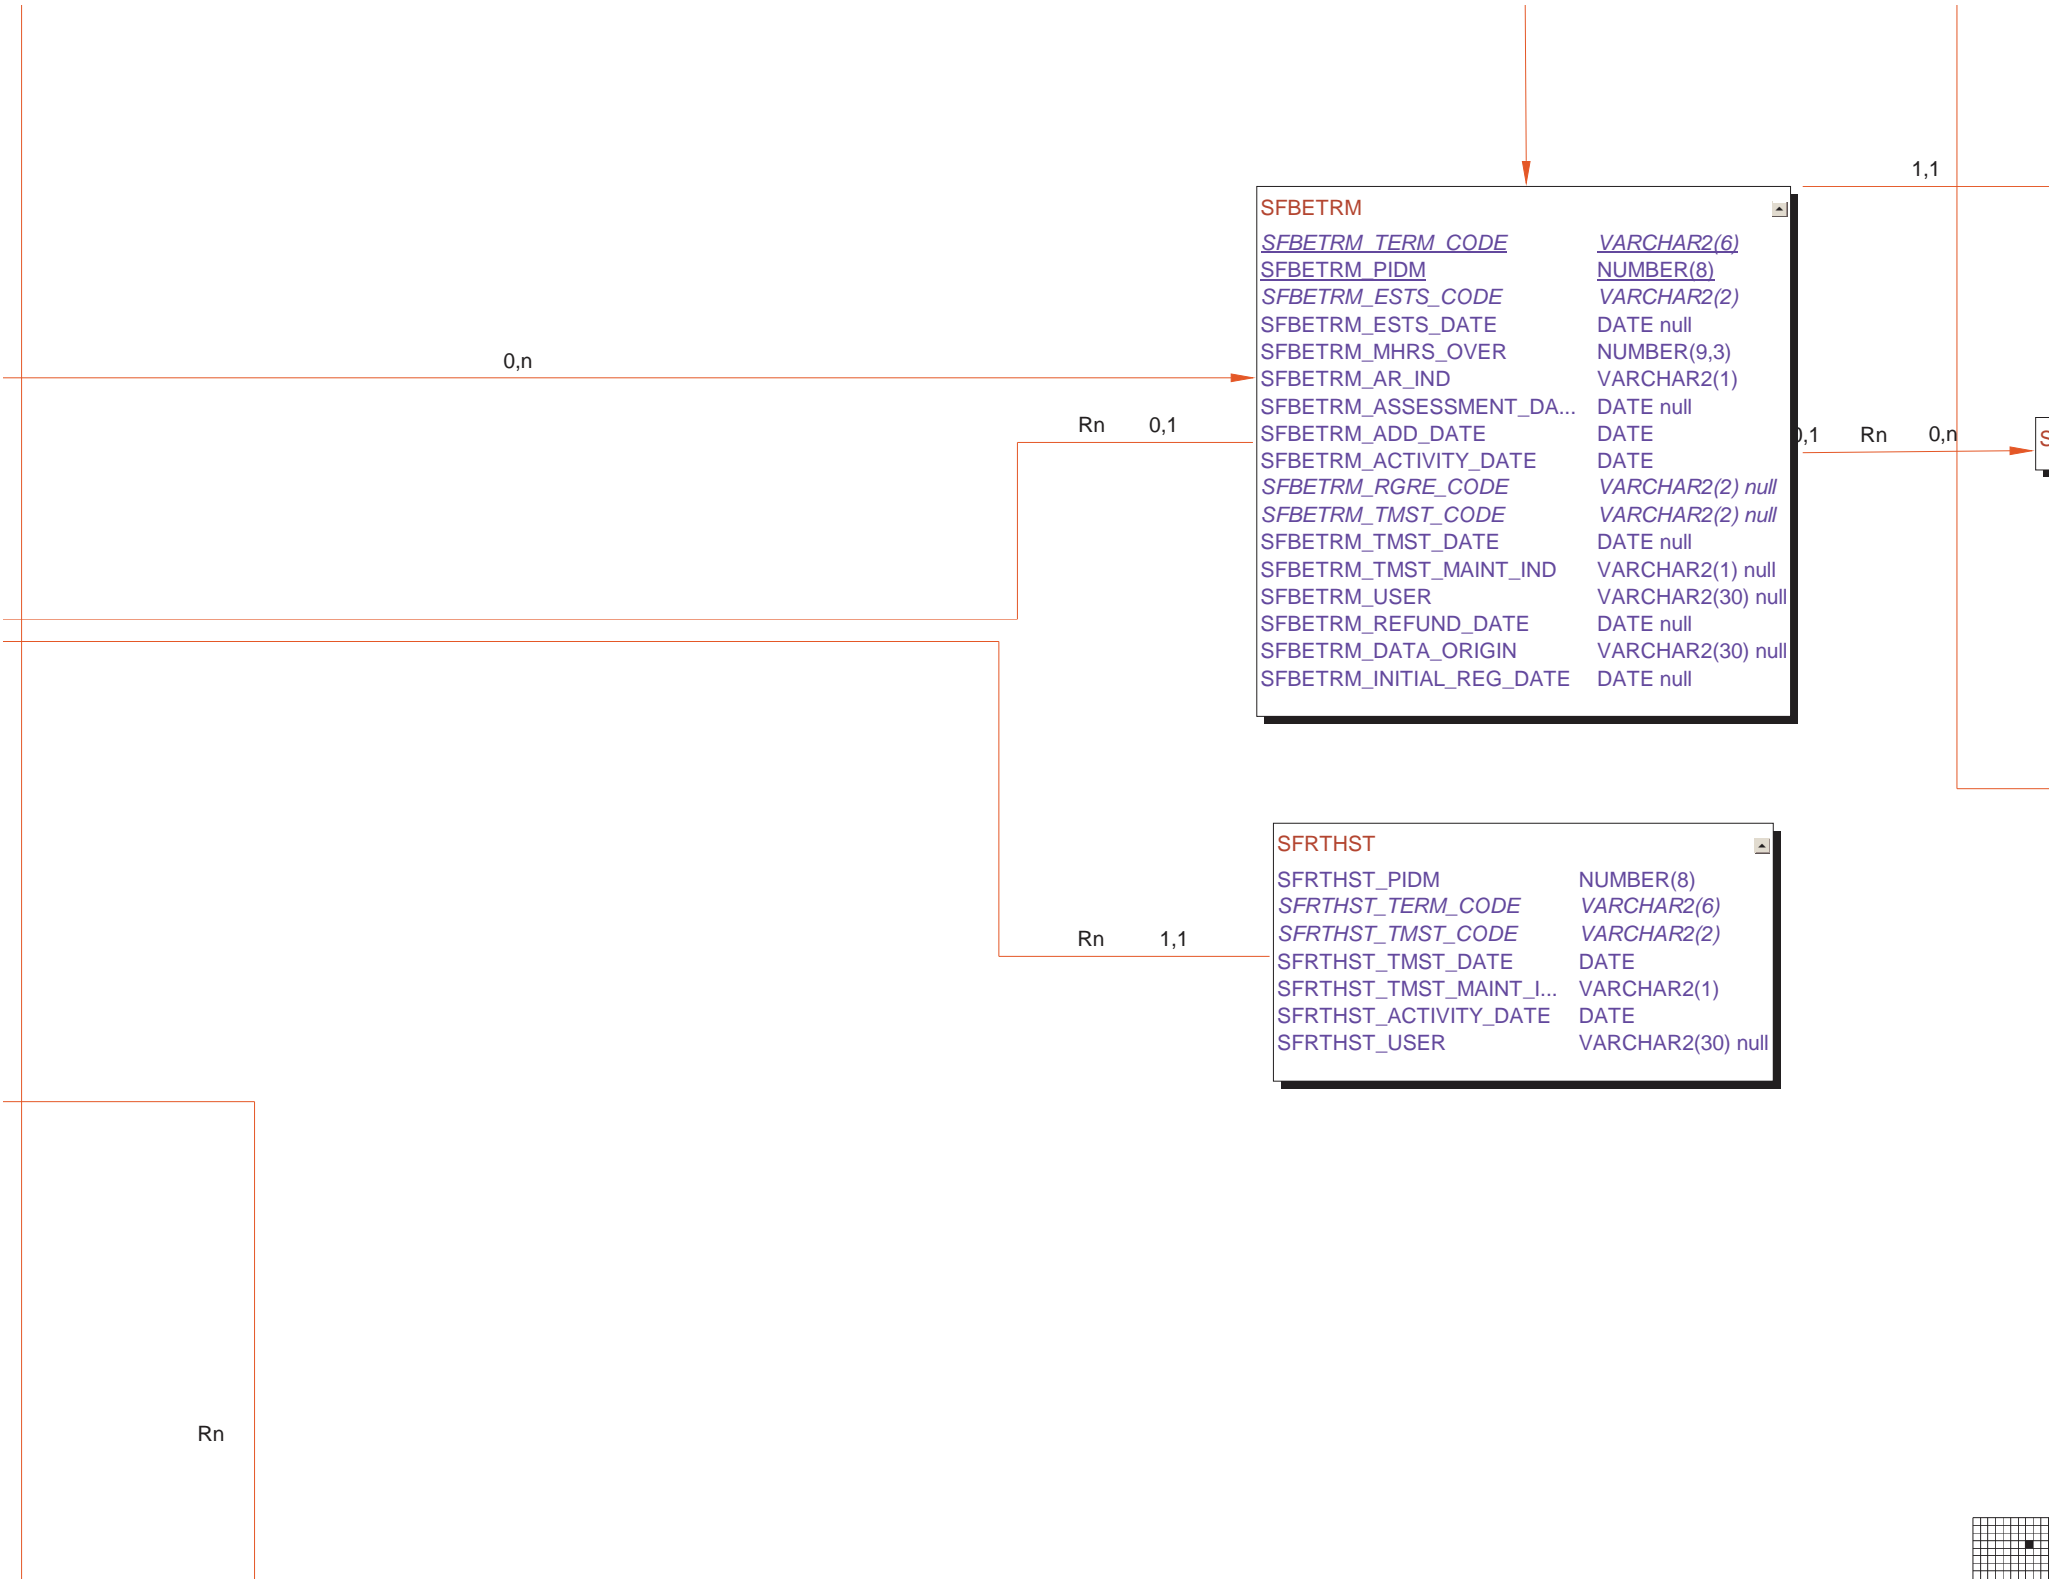 1,1
SFBETRM
SFBETRM_TERM_CODE VARCHAR2(6)
SFBETRM_PIDM NUMBER(8)
SFBETRM_ESTS_CODE VARCHAR2(2)
SFBETRM_ESTS_DATE DATE null
SFBETRM_MHRS_OVER NUMBER(9,3)
SFBETRM_AR_IND VARCHAR2(1)
SFBETRM_ASSESSMENT_DA... DATE null
SFBETRM_ADD_DATE DATE
SFBETRM_ACTIVITY_DATE DATE
SFBETRM_RGRE_CODE VARCHAR2(2) null
SFBETRM_TMST_CODE VARCHAR2(2) null
SFBETRM_TMST_DATE DATE null
SFBETRM_TMST_MAINT_IND VARCHAR2(1) null
SFBETRM_USER VARCHAR2(30) null
SFBETRM_REFUND_DATE DATE null
SFBETRM_DATA_ORIGIN VARCHAR2(30) null
SFBETRM_INITIAL_REG_DATE DATE null
0,n
Rn 0,1
0,1 Rn 0,n
S
SFRTHST
SFRTHST_PIDM NUMBER(8)
SFRTHST_TERM_CODE VARCHAR2(6)
SFRTHST_TMST_CODE VARCHAR2(2)
SFRTHST_TMST_DATE DATE
SFRTHST_TMST_MAINT_I... VARCHAR2(1)
SFRTHST_ACTIVITY_DATE DATE
SFRTHST_USER VARCHAR2(30) null
Rn 1,1
Rn